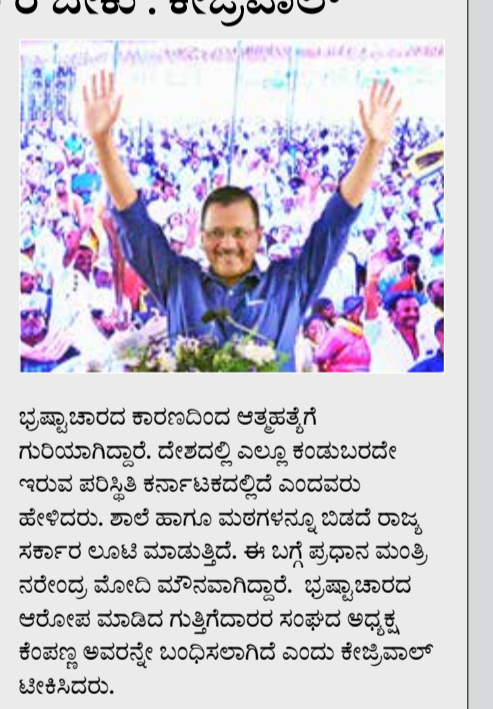 ಬೇಕು : ಕೇಜ್ರಿವಾಲ್
ಭ್ರಷ್ಟಾಚಾರದ ಕಾರಣದಿಂದ ಆತ್ಮಹತ್ಯೆಗೆ
ಗುರಿಯಾಗಿದ್ದಾರೆ. ದೇಶದಲ್ಲಿ ಎಲ್ಲೂ ಕಂಡುಬರದೇ
ಇರುವ ಪರಿಸ್ಥಿತಿ ಕರ್ನಾಟಕದಲ್ಲಿದೆ ಎಂದವರು
ಹೇಳಿದರು. ಶಾಲೆ ಹಾಗೂ ಮಠಗಳನ್ನೂ ಬಿಡದೆ ರಾಜ್ಯ
ಸರ್ಕಾರ ಲೂಟಿ ಮಾಡುತ್ತಿದೆ. ಈ ಬಗ್ಗೆ ಪ್ರಧಾನ ಮಂತ್ರಿ
ನರೇಂದ್ರ ಮೋದಿ ಮೌನವಾಗಿದ್ದಾರೆ. ಭ್ರಷ್ಟಾಚಾರದ
ಆರೋಪ ಮಾಡಿದ ಗುತ್ತಿಗೆದಾರರ ಸಂಘದ ಅಧ್ಯಕ್ಷ
ಕೆಂಪಣ್ಣ ಅವರನ್ನೇ ಬಂಧಿಸಲಾಗಿದೆ ಎಂದು ಕೇಜ್ರಿವಾಲ್
ಟೀಕಿಸಿದರು.